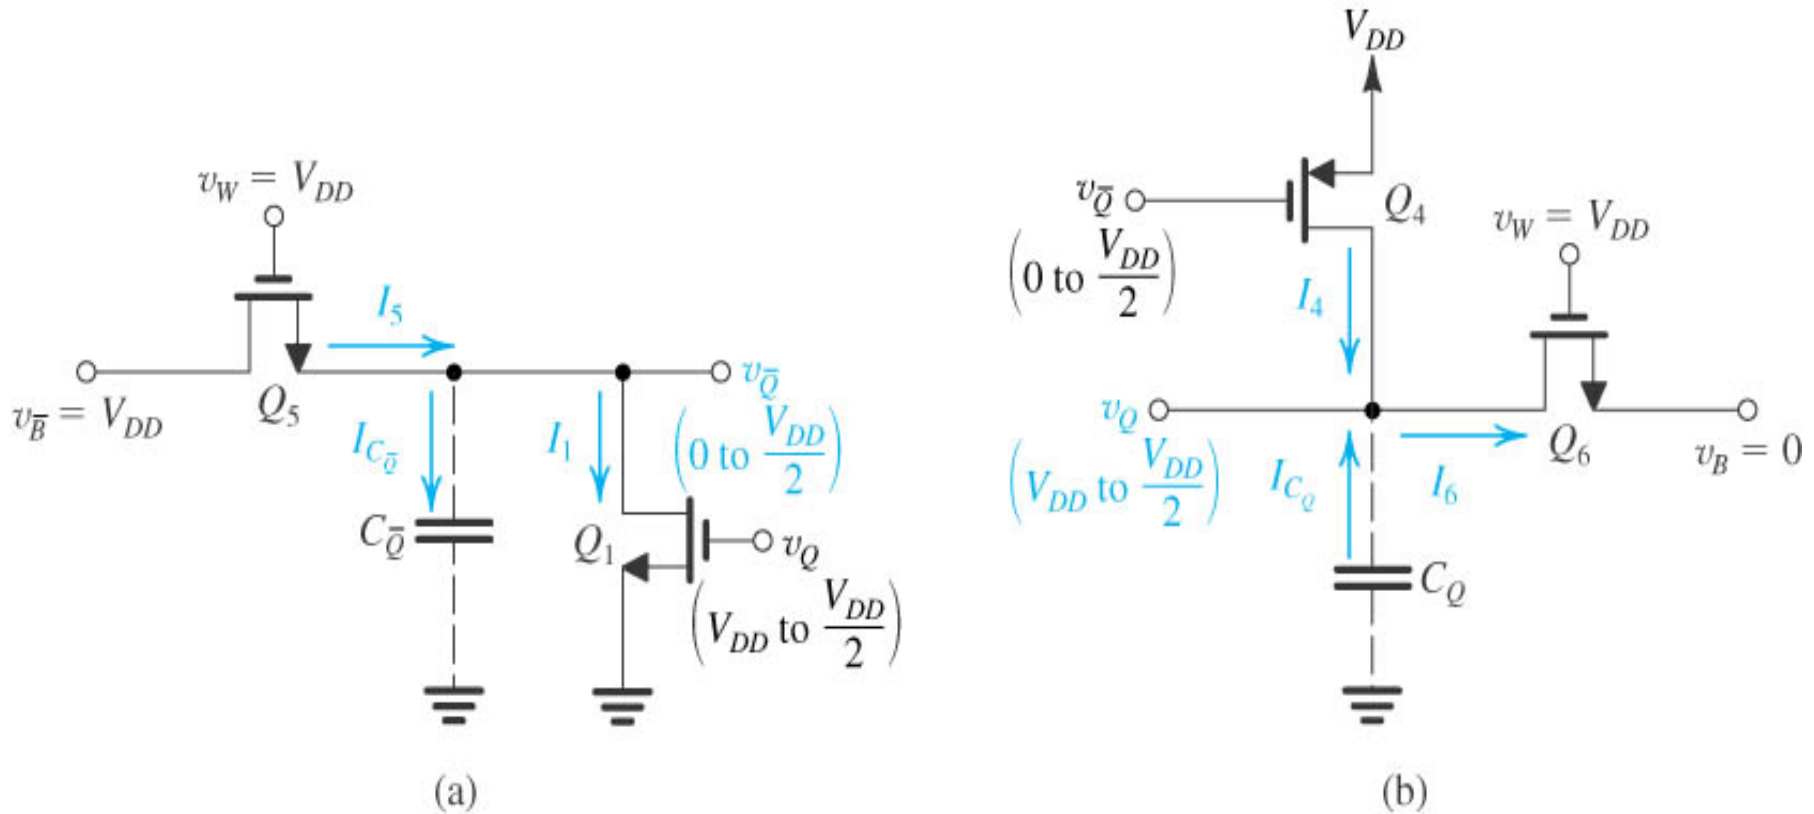 v_W = V_DD
I_5
Q_5
v_B̅ = V_DD
I_C_Q̅
C_Q̅
I_1
v_Q̅
(0 to V_DD/2)
Q_1
v_Q
(V_DD to V_DD/2)
(a)
V_DD
v_Q̅
(0 to V_DD/2)
Q_4
I_4
v_W = V_DD
v_Q
(V_DD to V_DD/2)
I_C_Q
I_6
Q_6
v_B = 0
C_Q
(b)